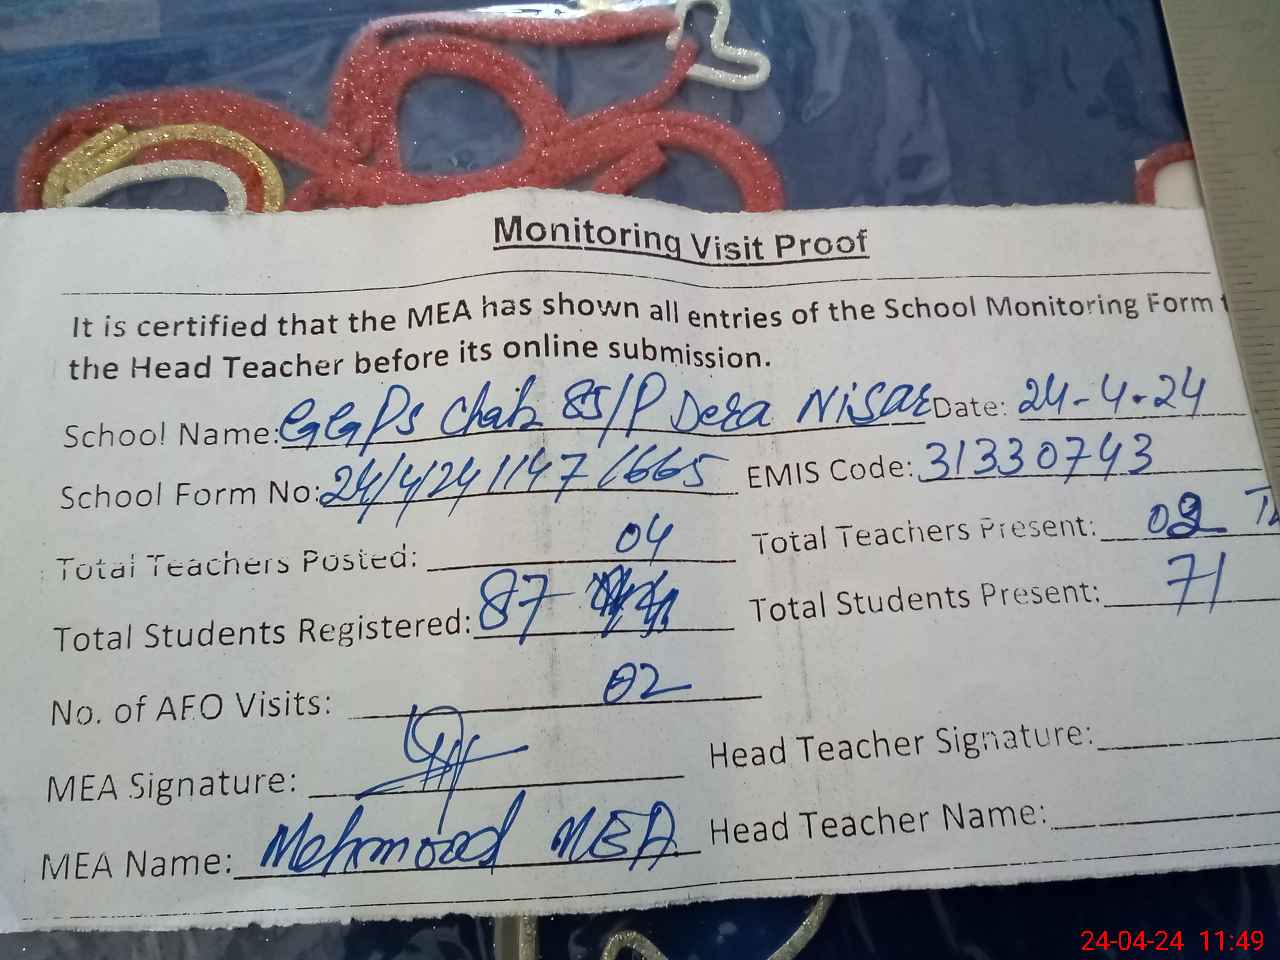 Monitoring Visit Proof
It is certified that the MEA has shown all entries of the School Monitoring Form
the Head Teacher before its online submission.
School Name: GGPS Chak 85/P Dera Nisar Date: 24-4-24
School Form No: 24/4/24/1147/665 EMIS Code: 31330743
Total Teachers Posted: 04 Total Teachers Present: 02
Total Students Registered: 87 Total Students Present: 71
No. of AFO Visits: 02
MEA Signature: Head Teacher Signature:
MEA Name: Mehmood MEA Head Teacher Name:
24-04-24 11:49